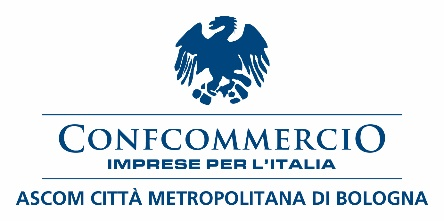 CONFCOMMERCIO
IMPRESE PER L'ITALIA
ASCOM CITTÀ METROPOLITANA DI BOLOGNA